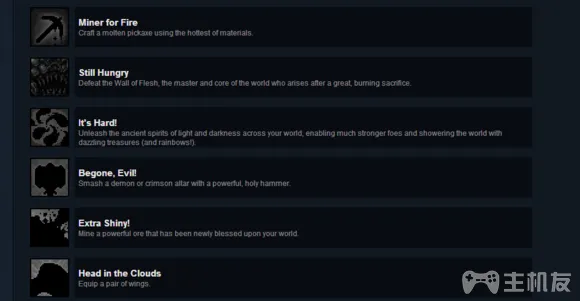 Miner for Fire
Craft a molten pickaxe using the hottest of materials.
Still Hungry
Defeat the Wall of Flesh, the master and core of the world who arises after a great, burning sacrifice.
It's Hard!
Unleash the ancient spirits of light and darkness across your world, enabling much stronger foes and showering the world with
dazzling treasures (and rainbows!).
Begone, Evil!
Smash a demon or crimson altar with a powerful, holy hammer.
Extra Shiny!
Mine a powerful ore that has been newly blessed upon your world.
Head in the Clouds
Equip a pair of wings.
主机友